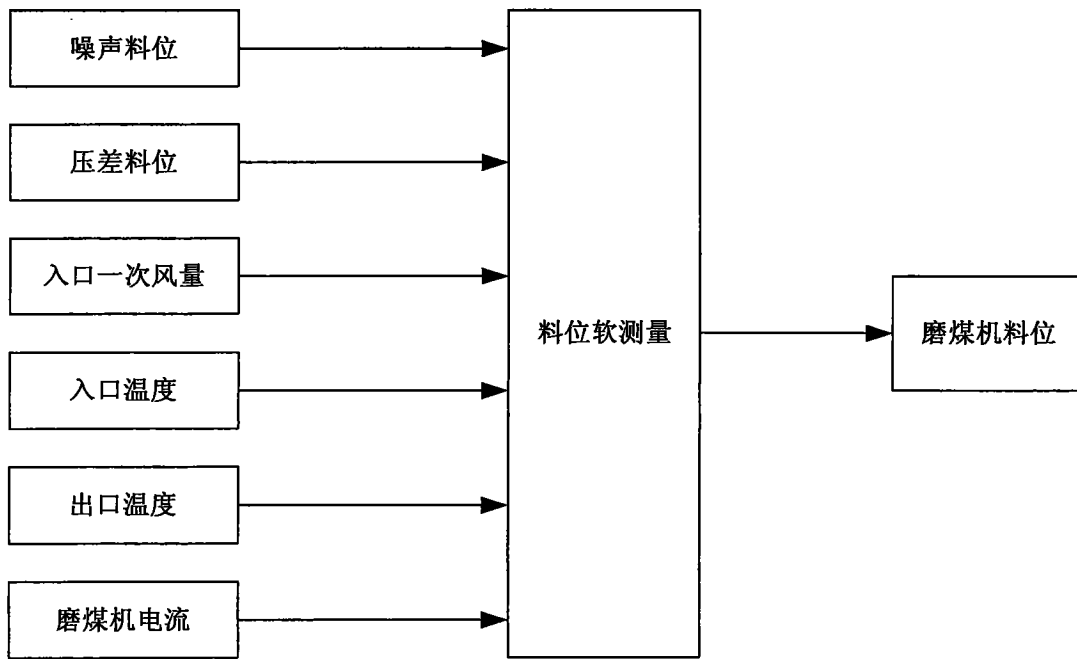 噪声料位
压差料位
入口一次风量
入口温度
出口温度
磨煤机电流
料位软测量
磨煤机料位